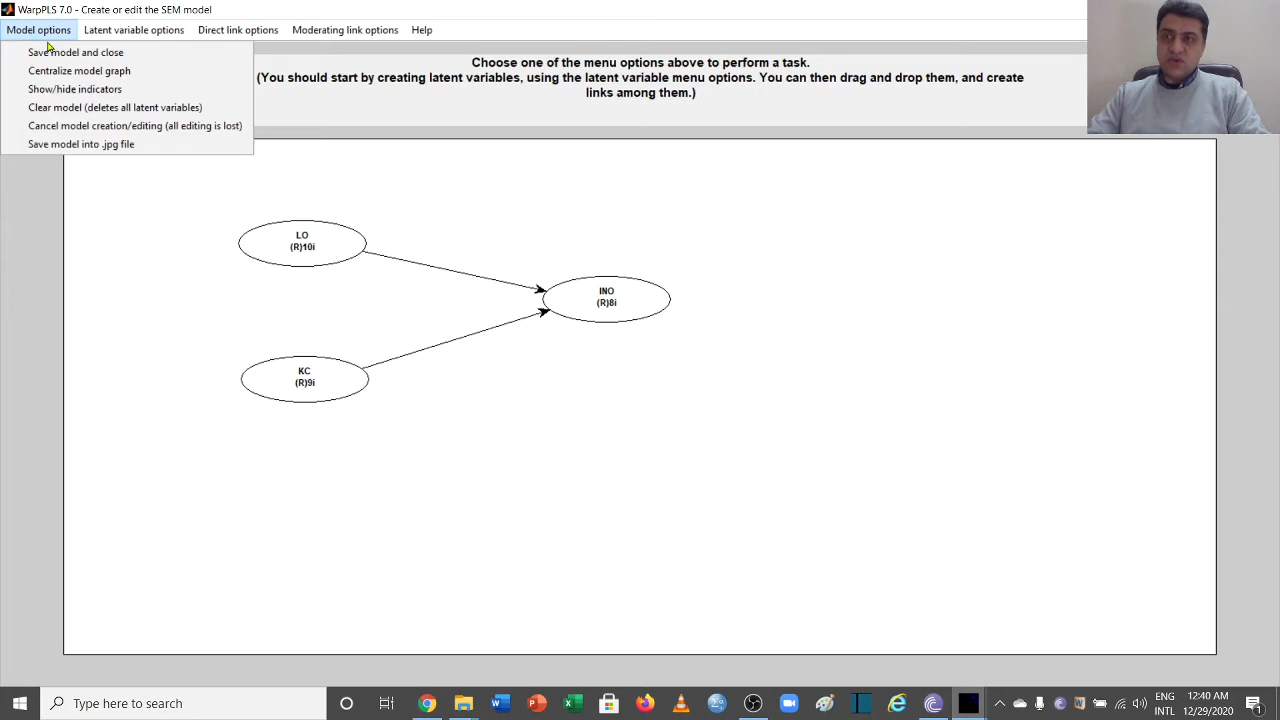 WarpPLS 7.0 - Create or edit the SEM model
Model options Latent variable options Direct link options Moderating link options Help
Save model and close
Centralize model graph
Show/hide indicators
Clear model (deletes all latent variables)
Cancel model creation/editing (all editing is lost)
Save model into .jpg file
Choose one of the menu options above to perform a task.
(You should start by creating latent variables, using the latent variable menu options. You can then drag and drop them, and create
links among them.)
LO
(R)10i
INO
(R)8i
KC
(R)9i
Type here to search
ENG
INTL
12:40 AM
12/29/2020
1